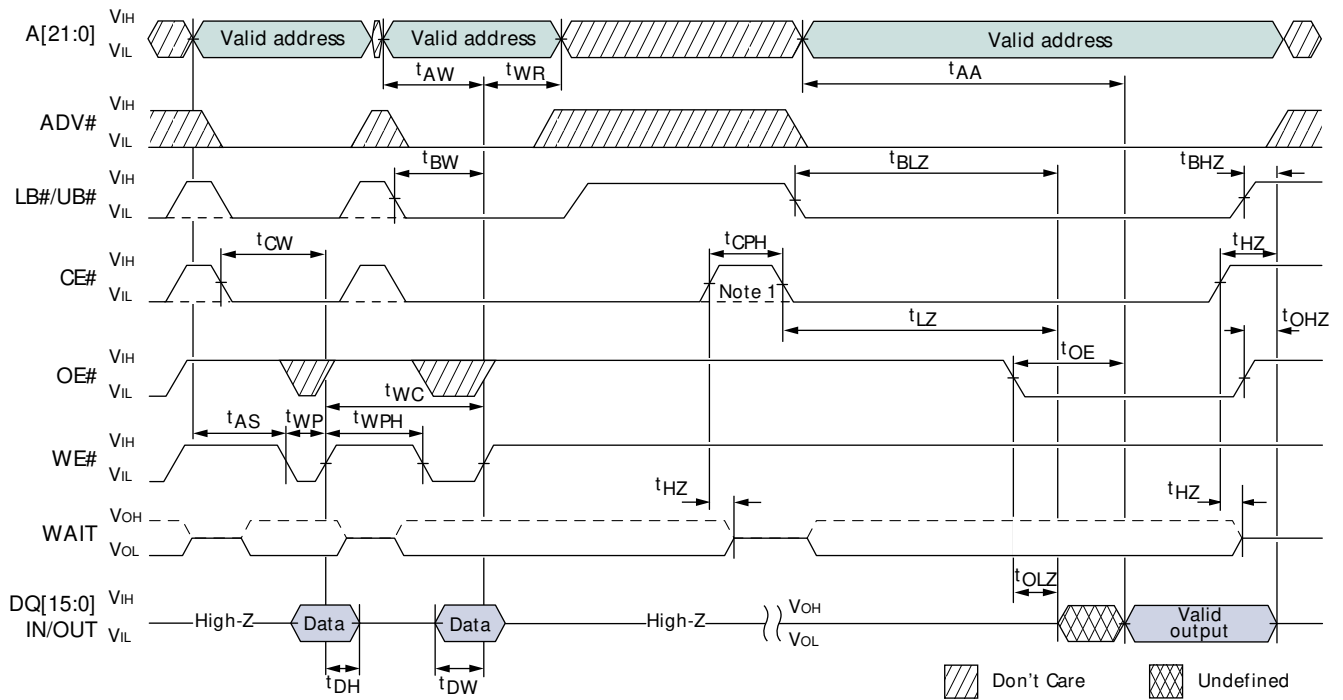 A[21:0] VIH VIL Valid address Valid address Valid address
tAW tWR tAA
ADV# VIH VIL
tBW tBLZ tBHZ
LB#/UB# VIH VIL
tCW tCPH tHZ
CE# VIH VIL Note 1
tLZ tOHZ
OE# VIH VIL tOE
tWC
tAS tWP tWPH
WE# VIH VIL
tHZ tHZ
WAIT VOH VOL
tOLZ
DQ[15:0] IN/OUT VIH VIL High-Z Data Data High-Z VOH VOL Valid output
tDH tDW
Don't Care Undefined